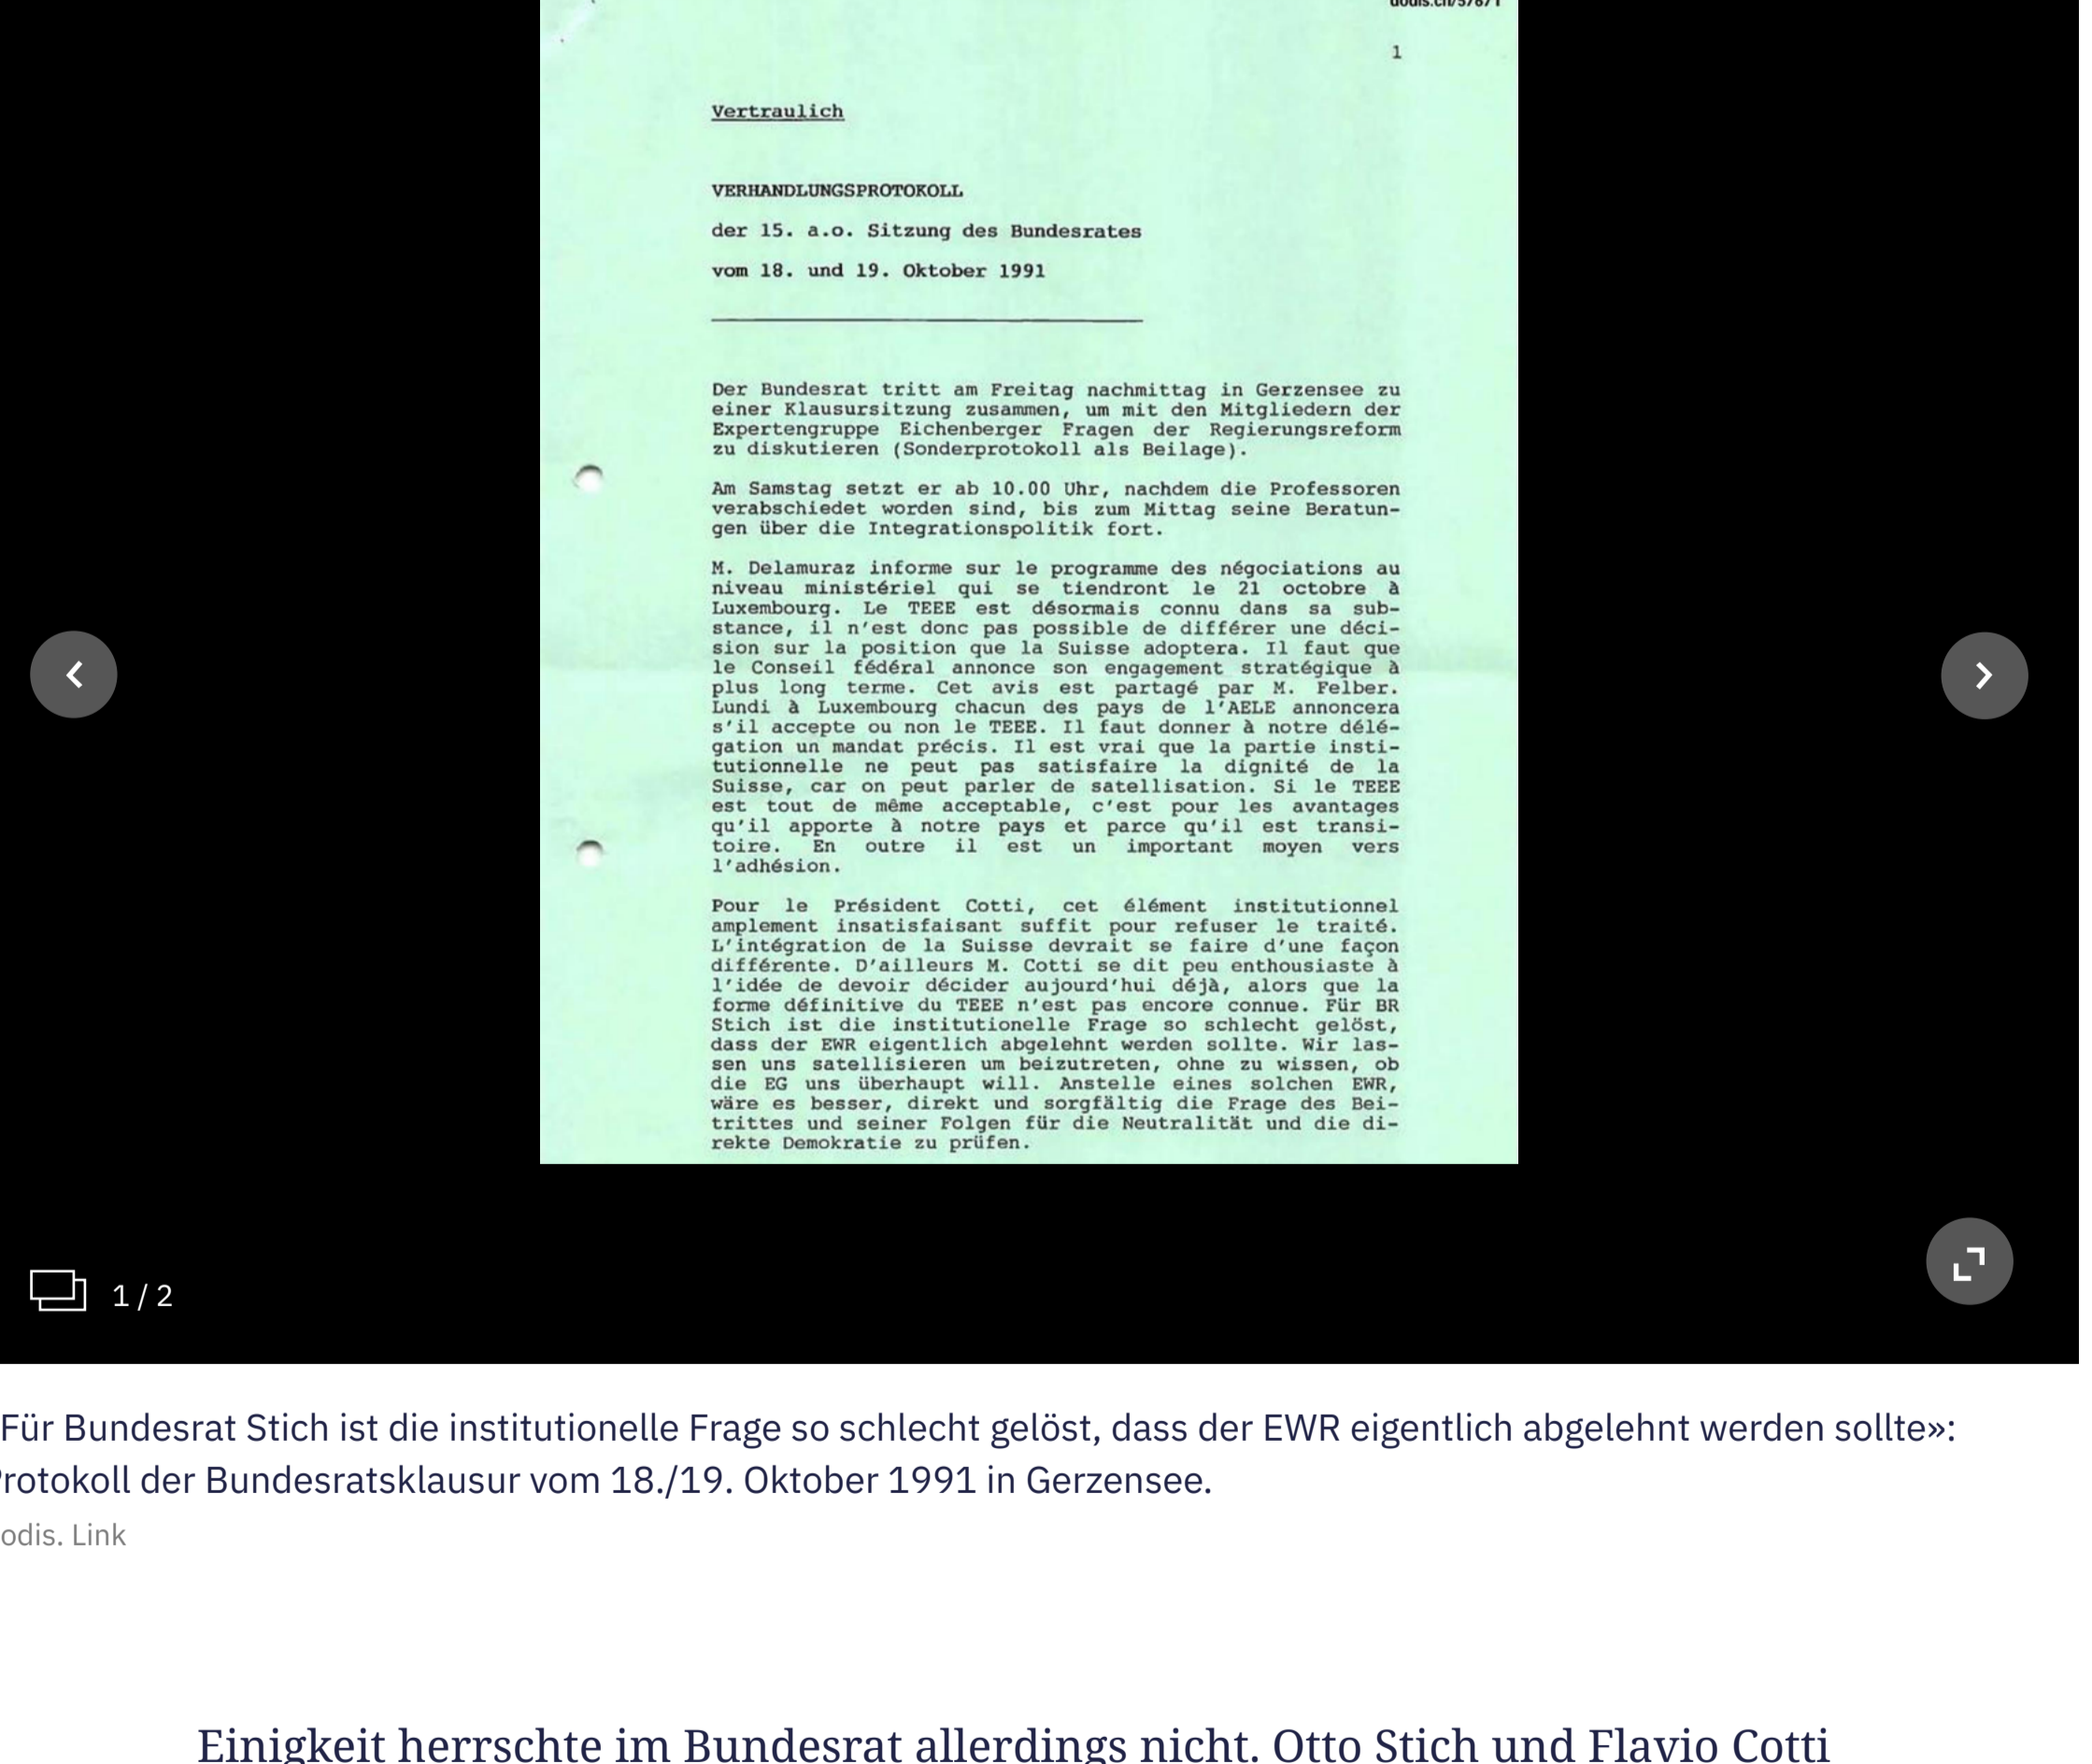 1
Vertraulich
VERHANDLUNGSPROTOKOLL
der 15. a.o. Sitzung des Bundesrates
vom 18. und 19. Oktober 1991
Der Bundesrat tritt am Freitag nachmittag in Gerzensee zu
einer Klausursitzung zusammen, um mit den Mitgliedern der
Expertengruppe Eichenberger Fragen der Regierungsreform
zu diskutieren (Sonderprotokoll als Beilage).
Am Samstag setzt er ab 10.00 Uhr, nachdem die Professoren
verabschiedet worden sind, bis zum Mittag seine Beratun-
gen über die Integrationspolitik fort.
M. Delamuraz informe sur le programme des négociations au
niveau ministériel qui se tiendront le 21 octobre à
Luxembourg. Le TEEE est désormais connu dans sa sub-
stance, il n'est donc pas possible de différer une déci-
sion sur la position que la Suisse adoptera. Il faut que
le Conseil fédéral annonce son engagement stratégique à
plus long terme. Cet avis est partagé par M. Felber.
Lundi à Luxembourg chacun des pays de l'AELE annoncera
s'il accepte ou non le TEEE. Il faut donner à notre délé-
gation un mandat précis. Il est vrai que la partie insti-
tutionnelle ne peut pas satisfaire la dignité de la
Suisse, car on peut parler de satellisation. Si le TEEE
est tout de même acceptable, c'est pour les avantages
qu'il apporte à notre pays et parce qu'il est transi-
toire. En outre il est un important moyen vers
l'adhésion.
Pour le Président Cotti, cet élément institutionnel
amplement insatisfaisant suffit pour refuser le traité.
L'intégration de la Suisse devrait se faire d'une façon
différente. D'ailleurs M. Cotti se dit peu enthousiaste à
l'idée de devoir décider aujourd'hui déjà, alors que la
forme définitive du TEEE n'est pas encore connue. Für BR
Stich ist die institutionelle Frage so schlecht gelöst,
dass der EWR eigentlich abgelehnt werden sollte. Wir las-
sen uns satellisieren um beizutreten, ohne zu wissen, ob
die EG uns überhaupt will. Anstelle eines solchen EWR,
wäre es besser, direkt und sorgfältig die Frage des Bei-
trittes und seiner Folgen für die Neutralität und die di-
rekte Demokratie zu prüfen.
1 / 2
Für Bundesrat Stich ist die institutionelle Frage so schlecht gelöst, dass der EWR eigentlich abgelehnt werden sollte»:
rotokoll der Bundesratsklausur vom 18./19. Oktober 1991 in Gerzensee.
odis. Link
Einigkeit herrschte im Bundesrat allerdings nicht. Otto Stich und Flavio Cotti